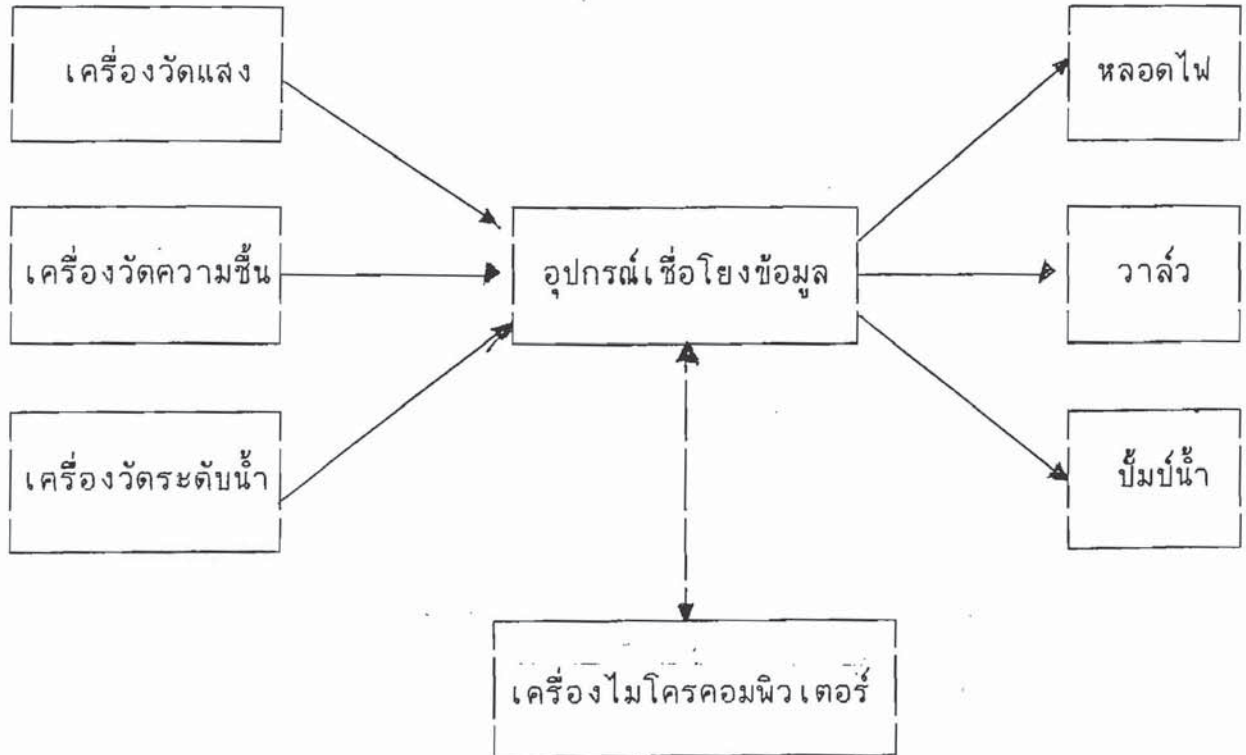 เครื่องวัดแสง
หลอดไฟ
เครื่องวัดความชื้น
อุปกรณ์เชื่อโยงข้อมูล
วาล์ว
เครื่องวัดระดับน้ำ
ปั้มป์น้ำ
เครื่องไมโครคอมพิวเตอร์